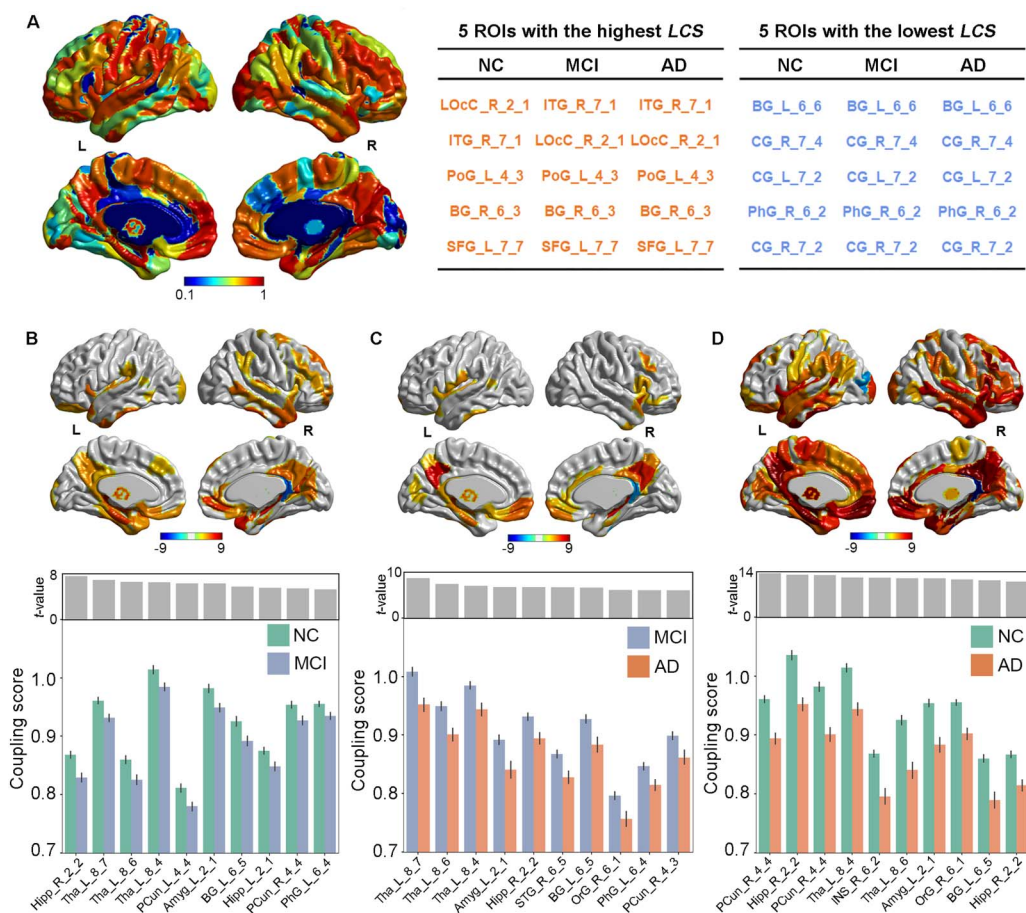 A
5 ROIs with the highest LCS
5 ROIs with the lowest LCS
NC MCI AD
NC MCI AD
LOcC_R_2_1 ITG_R_7_1 ITG_R_7_1
BG_L_6_6 BG_L_6_6 BG_L_6_6
L R
ITG_R_7_1 LOcC_R_2_1 LOcC_R_2_1
CG_R_7_4 CG_R_7_4 CG_R_7_4
PoG_L_4_3 PoG_L_4_3 PoG_L_4_3
CG_L_7_2 CG_L_7_2 CG_L_7_2
BG_R_6_3 BG_R_6_3 BG_R_6_3
PhG_R_6_2 PhG_R_6_2 PhG_R_6_2
SFG_L_7_7 SFG_L_7_7 SFG_L_7_7
CG_R_7_2 CG_R_7_2 CG_R_7_2
0.1 1
B
L R
-9 9
8
t-value
0
NC
MCI
Coupling score
1.0
0.9
0.8
0.7
Hipp_R_2_2
Tha_L_8_7
Tha_L_8_6
Tha_L_8_4
PCun_L_4_4
Amyg_L_2_1
BG_L_6_5
Hipp_L_2_1
PCun_R_4_4
PhG_L_6_4
C
L R
-9 9
10
t-value
0
MCI
AD
Coupling score
1.0
0.9
0.8
0.7
Tha_L_8_7
Tha_L_8_6
Tha_L_8_4
Amyg_L_2_1
Hipp_R_2_2
STG_R_6_5
BG_L_6_5
OrG_R_6_1
PhG_L_6_4
PCun_R_4_3
D
L R
-9 9
14
t-value
0
NC
AD
Coupling score
1.0
0.9
0.8
0.7
PCun_R_4_4
Hipp_R_2_2
PCun_R_4_4
Tha_L_8_4
INS_R_6_2
Tha_L_8_6
Amyg_L_2_1
OrG_R_6_1
BG_L_6_5
Hipp_R_2_2